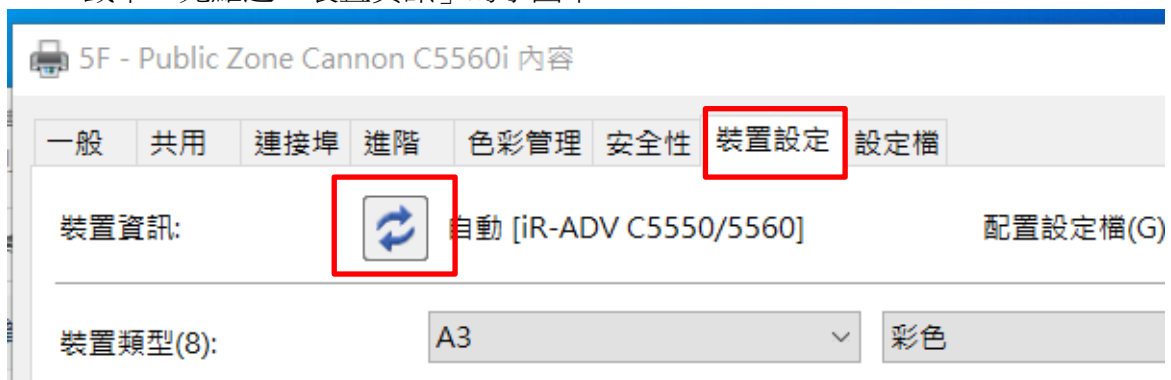 5F - Public Zone Cannon C5560i 內容
一般 共用 連接埠 進階 色彩管理 安全性 裝置設定 設定檔
裝置資訊: 自動 [iR-ADV C5550/5560] 配置設定檔(G)
裝置類型(8): A3 彩色